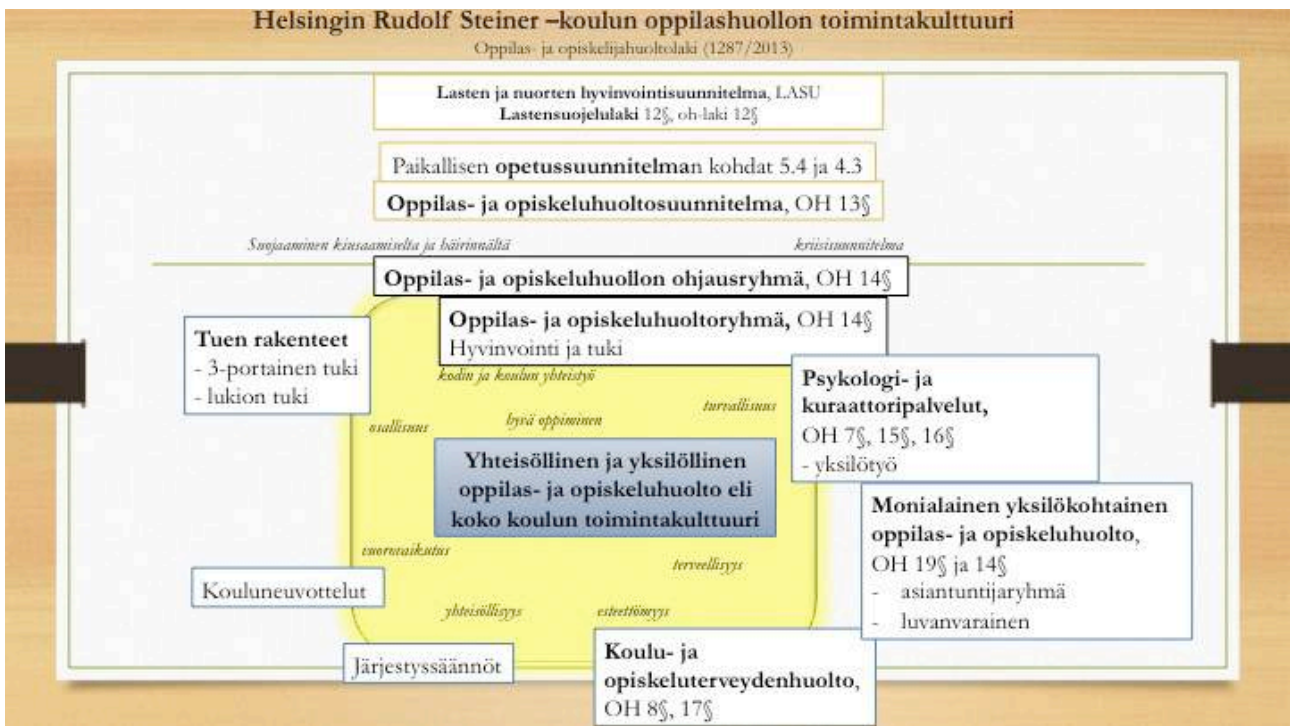 Helsingin Rudolf Steiner –koulun oppilashuollon toimintakulttuuri
Oppilas- ja opiskelijahuoltolaki (1287/2013)
Lasten ja nuorten hyvinvointisuunnitelma, LASU
Lastensuojelulaki 12§, oh-laki 12§
Paikallisen opetussuunnitelman kohdat 5.4 ja 4.3
Oppilas- ja opiskeluhuoltosuunnitelma, OH 13§
Suojaaminen kiusaamiselta ja häirinnältä
kriisisuunnitelma
Oppilas- ja opiskeluhuollon ohjausryhmä, OH 14§
Oppilas- ja opiskeluhuoltoryhmä, OH 14§
Hyvinvointi ja tuki
Tuen rakenteet
- 3-portainen tuki
- lukion tuki
kodin ja koulun yhteistyö
Psykologi- ja
kuraattoripalvelut,
OH 7§, 15§, 16§
- yksilötyö
turvallisuus
hyvä oppiminen
osallisuus
Yhteisöllinen ja yksilöllinen
oppilas- ja opiskeluhuolto eli
koko koulun toimintakulttuuri
Monialainen yksilökohtainen
oppilas- ja opiskeluhuolto,
OH 19§ ja 14§
- asiantuntijaryhmä
- luvanvarainen
vuorovaikutus
terveellisyys
Kouluneuvottelut
yhteisöllisyys
esteettömyys
Järjestyssäännöt
Koulu- ja
opiskeluterveydenhuolto,
OH 8§, 17§